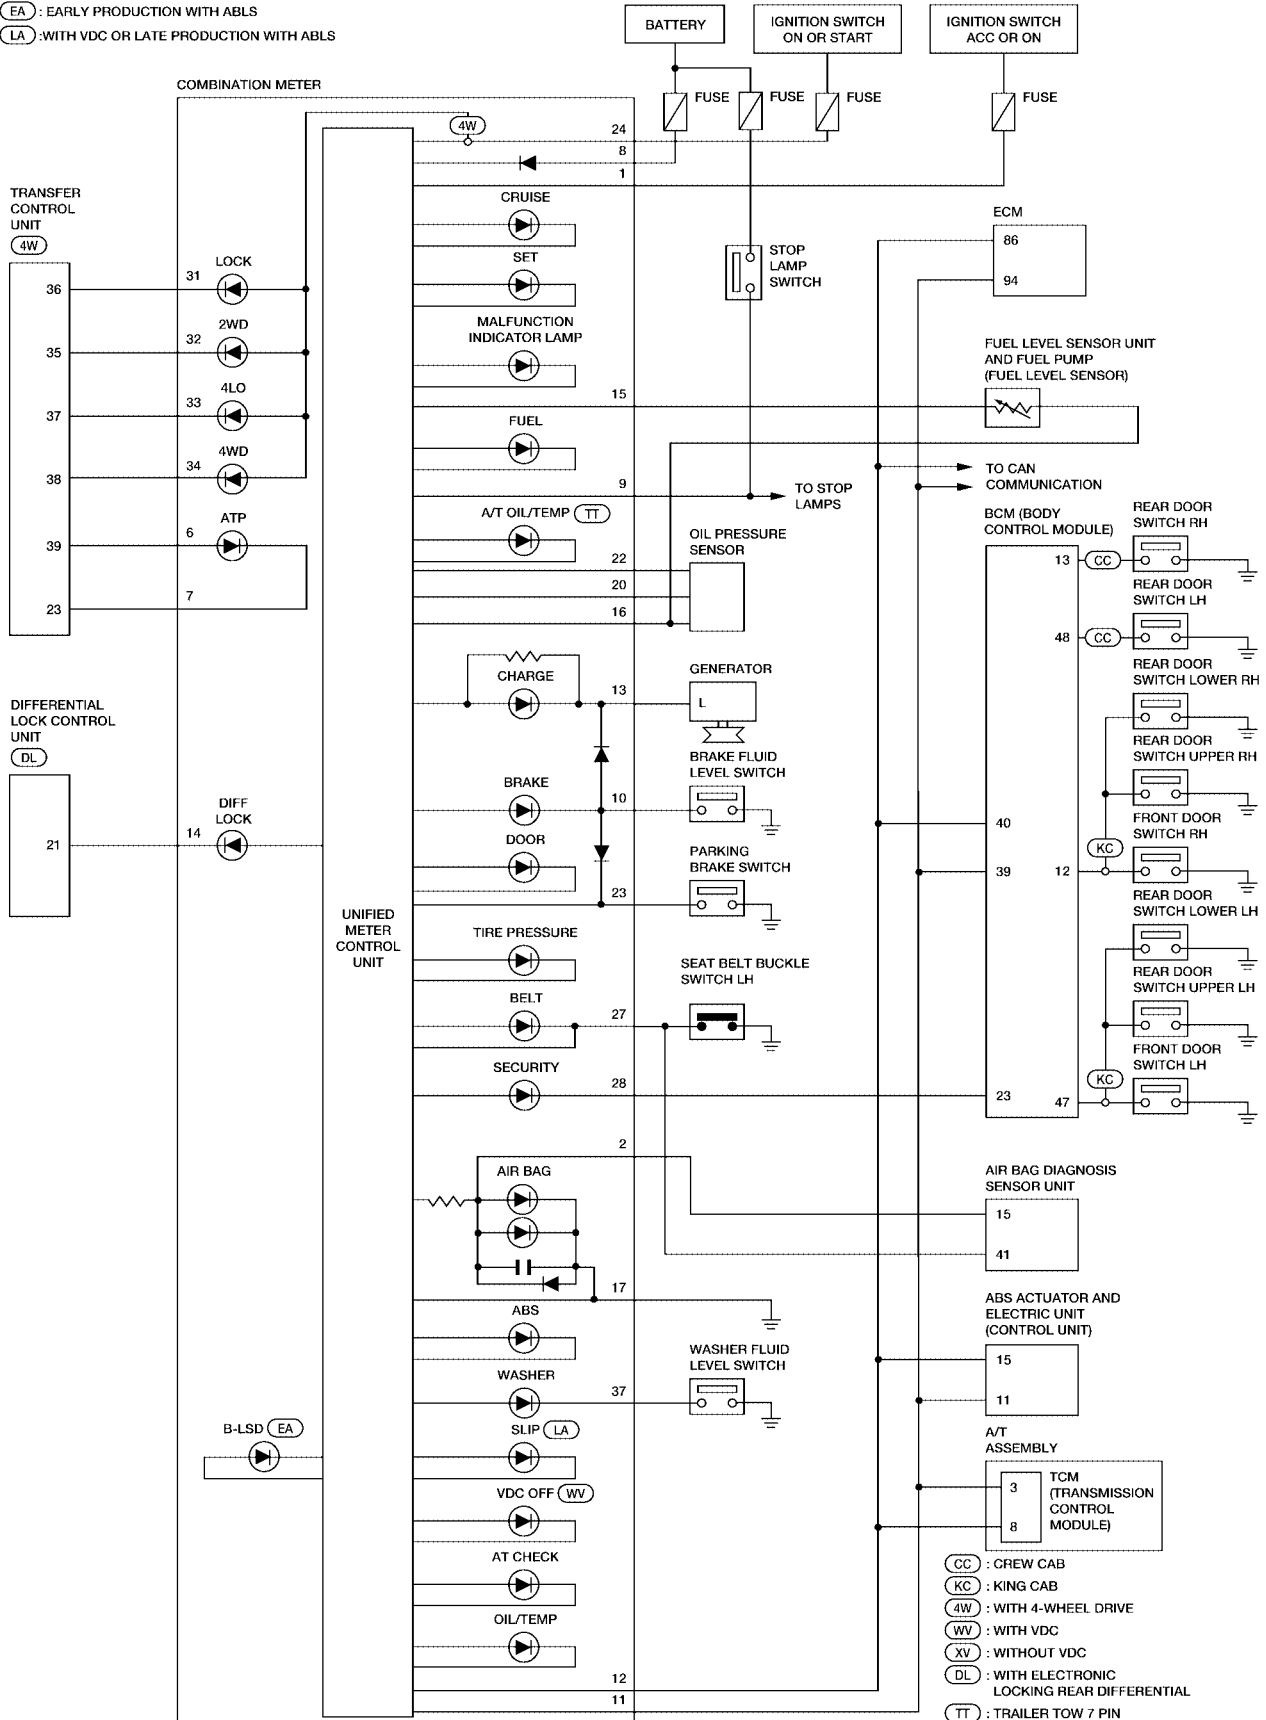 EA : EARLY PRODUCTION WITH ABLS
LA :WITH VDC OR LATE PRODUCTION WITH ABLS
BATTERY
IGNITION SWITCH
ON OR START
IGNITION SWITCH
ACC OR ON
COMBINATION METER
FUSE
FUSE
FUSE
FUSE
4W
24
8
1
TRANSFER
CONTROL
UNIT
4W
36
35
37
38
39
23
31
LOCK
32
2WD
33
4LO
34
4WD
6
ATP
7
DIFFERENTIAL
LOCK CONTROL
UNIT
DL
21
14
DIFF
LOCK
UNIFIED
METER
CONTROL
UNIT
B-LSD EA
CRUISE
SET
MALFUNCTION
INDICATOR LAMP
15
FUEL
9
A/T OIL/TEMP TT
22
20
16
CHARGE
13
BRAKE
10
DOOR
23
TIRE PRESSURE
BELT
27
SECURITY
28
2
AIR BAG
17
ABS
WASHER
37
SLIP LA
VDC OFF WV
AT CHECK
OIL/TEMP
12
11
STOP
LAMP
SWITCH
TO STOP
LAMPS
OIL PRESSURE
SENSOR
GENERATOR
L
BRAKE FLUID
LEVEL SWITCH
PARKING
BRAKE SWITCH
SEAT BELT BUCKLE
SWITCH LH
WASHER FLUID
LEVEL SWITCH
ECM
86
94
FUEL LEVEL SENSOR UNIT
AND FUEL PUMP
(FUEL LEVEL SENSOR)
TO CAN
COMMUNICATION
BCM (BODY
CONTROL MODULE)
13
48
40
39
12
23
47
CC
REAR DOOR
SWITCH RH
CC
REAR DOOR
SWITCH LH
REAR DOOR
SWITCH LOWER RH
REAR DOOR
SWITCH UPPER RH
KC
FRONT DOOR
SWITCH RH
REAR DOOR
SWITCH LOWER LH
REAR DOOR
SWITCH UPPER LH
KC
FRONT DOOR
SWITCH LH
AIR BAG DIAGNOSIS
SENSOR UNIT
15
41
ABS ACTUATOR AND
ELECTRIC UNIT
(CONTROL UNIT)
15
11
A/T
ASSEMBLY
3
8
TCM
(TRANSMISSION
CONTROL
MODULE)
CC : CREW CAB
KC : KING CAB
4W : WITH 4-WHEEL DRIVE
WV : WITH VDC
XV : WITHOUT VDC
DL : WITH ELECTRONIC
LOCKING REAR DIFFERENTIAL
TT : TRAILER TOW 7 PIN